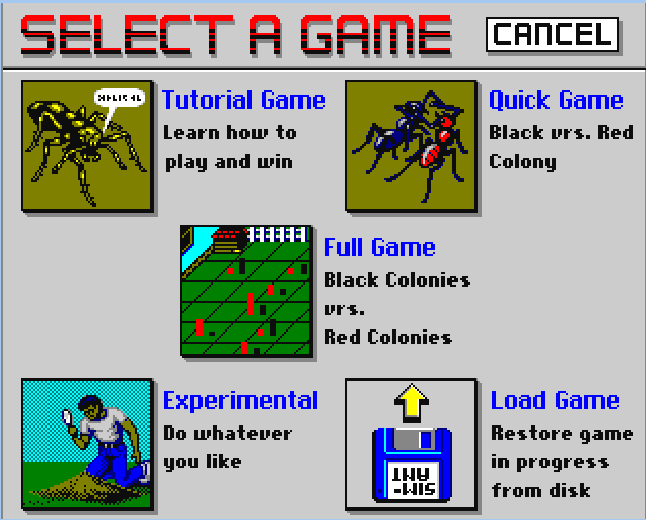 SELECT A GAME
CANCEL
Tutorial Game
Learn how to
play and win
Quick Game
Black vrs. Red
Colony
Full Game
Black Colonies
vrs.
Red Colonies
Experimental
Do whatever
you like
Load Game
Restore game
in progress
from disk
SIM-
ANT